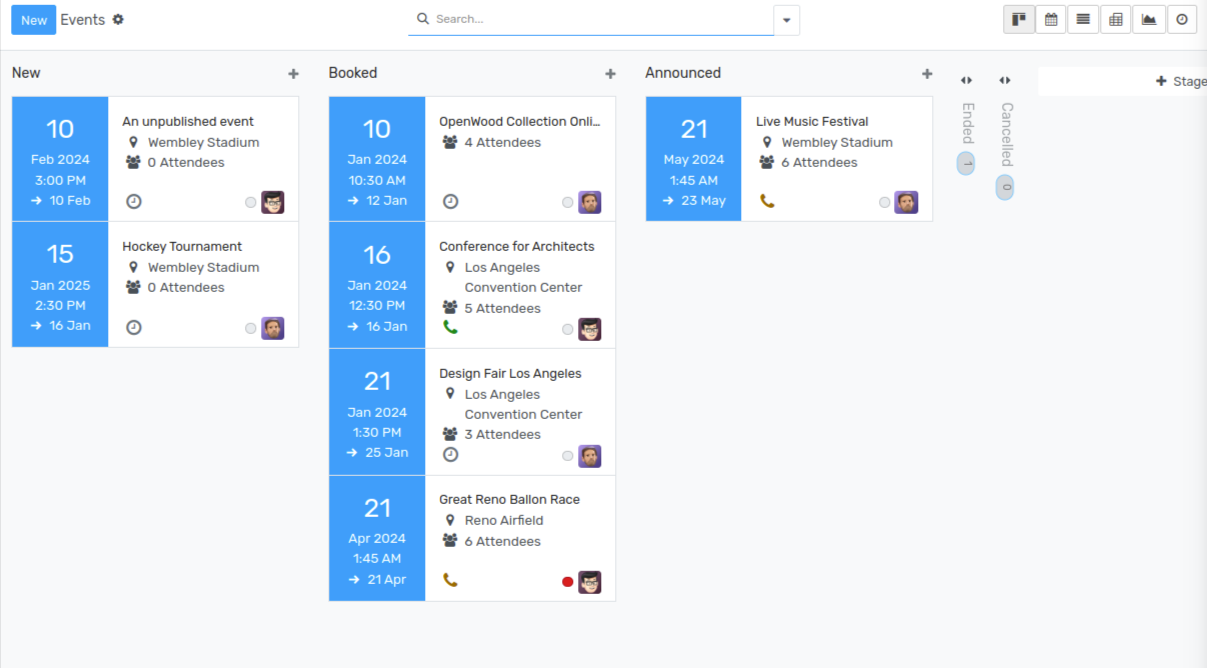 New Events Search...
New
10
Feb 2024
3:00 PM
→ 10 Feb
An unpublished event
Wembley Stadium
0 Attendees
15
Jan 2025
2:30 PM
→ 16 Jan
Hockey Tournament
Wembley Stadium
0 Attendees
Booked
10
Jan 2024
10:30 AM
→ 12 Jan
OpenWood Collection Onli...
4 Attendees
16
Jan 2024
12:30 PM
→ 16 Jan
Conference for Architects
Los Angeles
Convention Center
5 Attendees
21
Jan 2024
1:30 PM
→ 25 Jan
Design Fair Los Angeles
Los Angeles
Convention Center
3 Attendees
21
Apr 2024
1:45 AM
→ 21 Apr
Great Reno Ballon Race
Reno Airfield
6 Attendees
Announced
21
May 2024
1:45 AM
→ 23 May
Live Music Festival
Wembley Stadium
6 Attendees
Ended 1
Cancelled 0
+ Stage